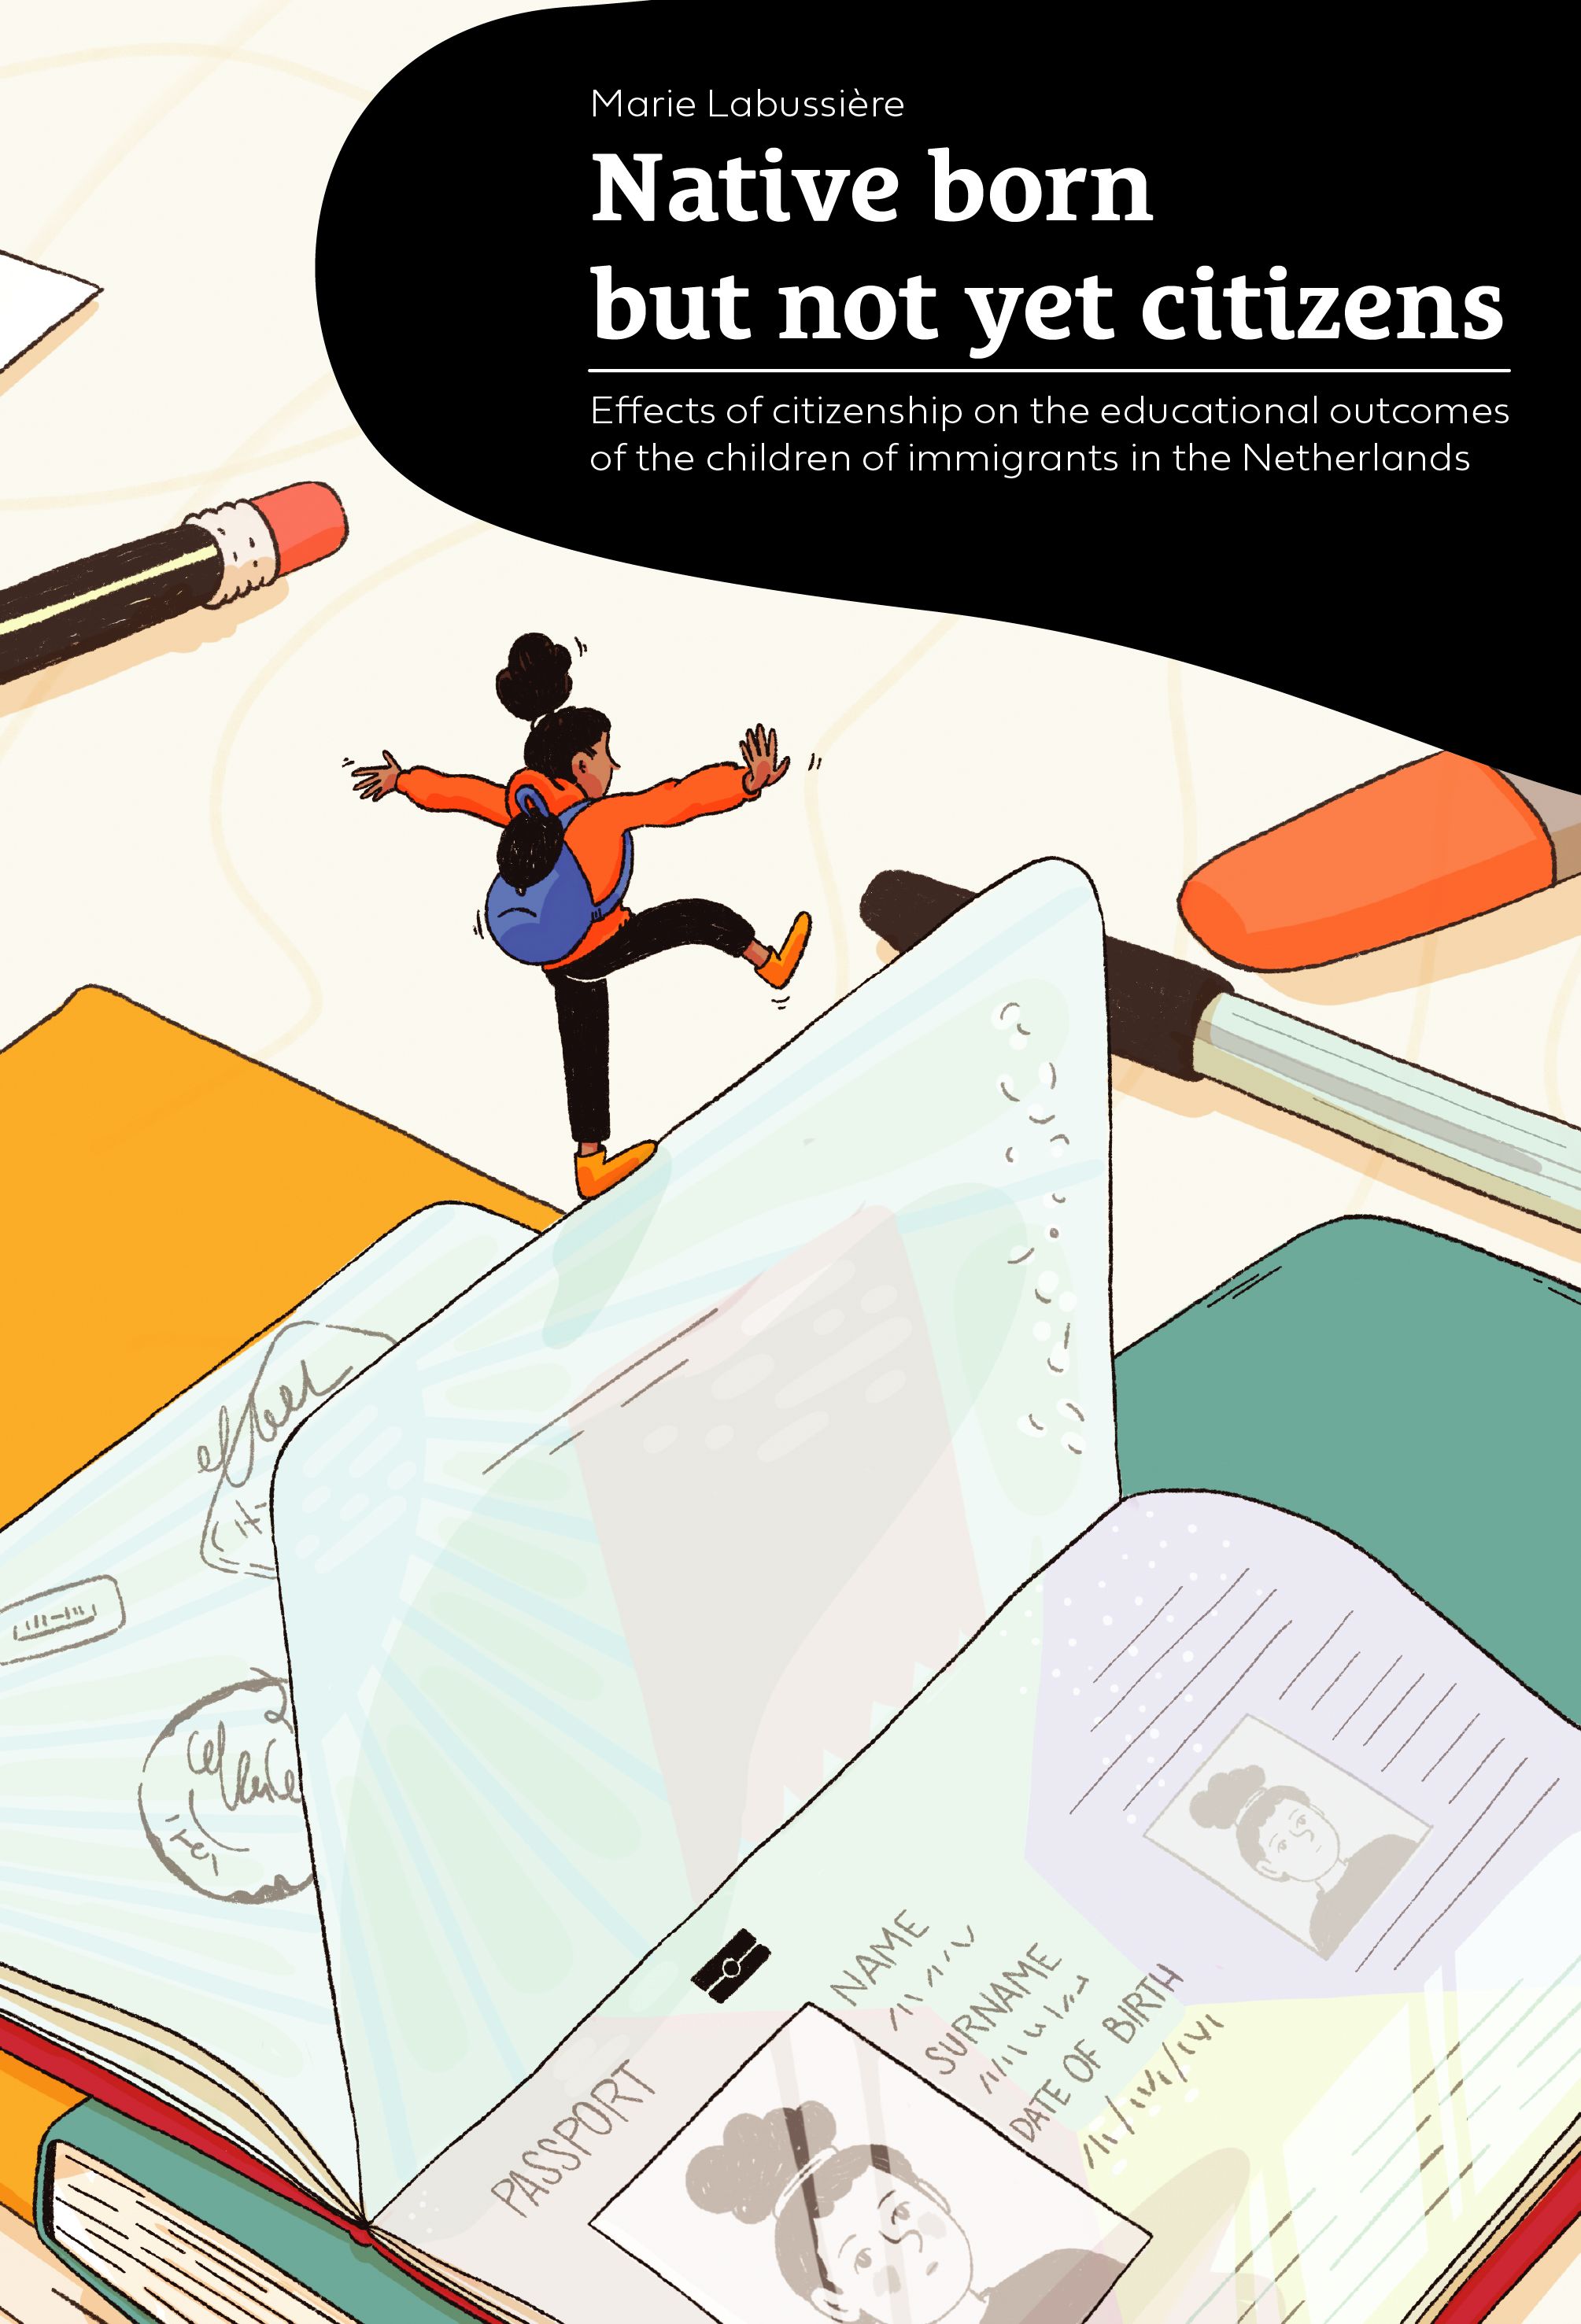 Marie Labussière
Native born
but not yet citizens
Effects of citizenship on the educational outcomes
of the children of immigrants in the Netherlands
NAME
SURNAME
DATE OF BIRTH
PASSPORT